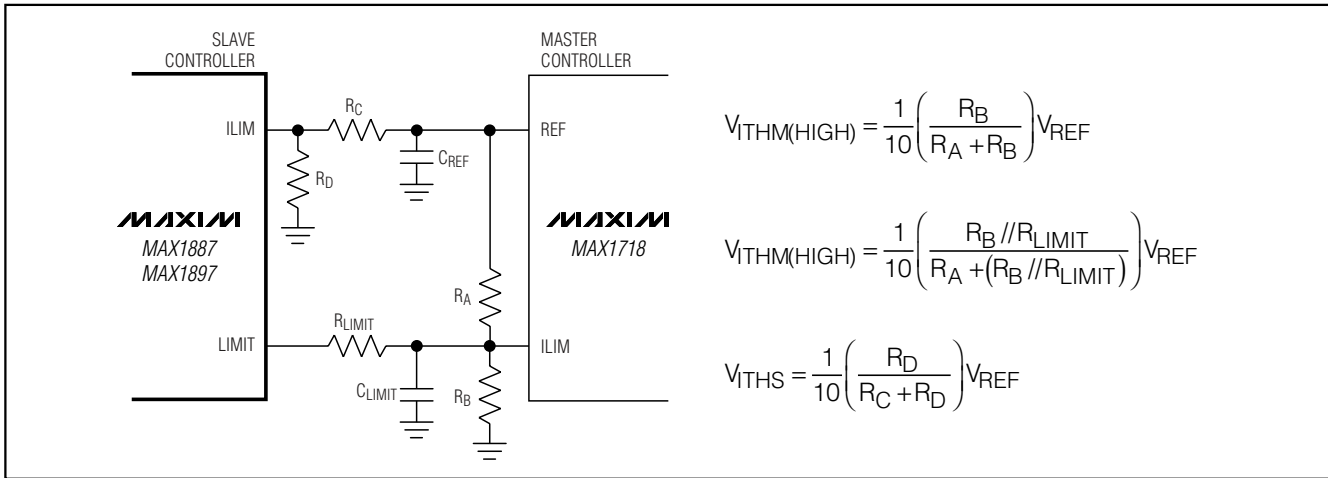 SLAVE
CONTROLLER
MASTER
CONTROLLER
ILIM
R_C
REF
C_REF
R_D
MAXIM
MAX1887
MAX1897
MAXIM
MAX1718
R_A
LIMIT
R_LIMIT
ILIM
C_LIMIT
R_B
V_ITHM(HIGH) = 1/10 (R_B / (R_A + R_B)) V_REF
V_ITHM(HIGH) = 1/10 (R_B //R_LIMIT / (R_A + (R_B //R_LIMIT))) V_REF
V_ITHS = 1/10 (R_D / (R_C + R_D)) V_REF